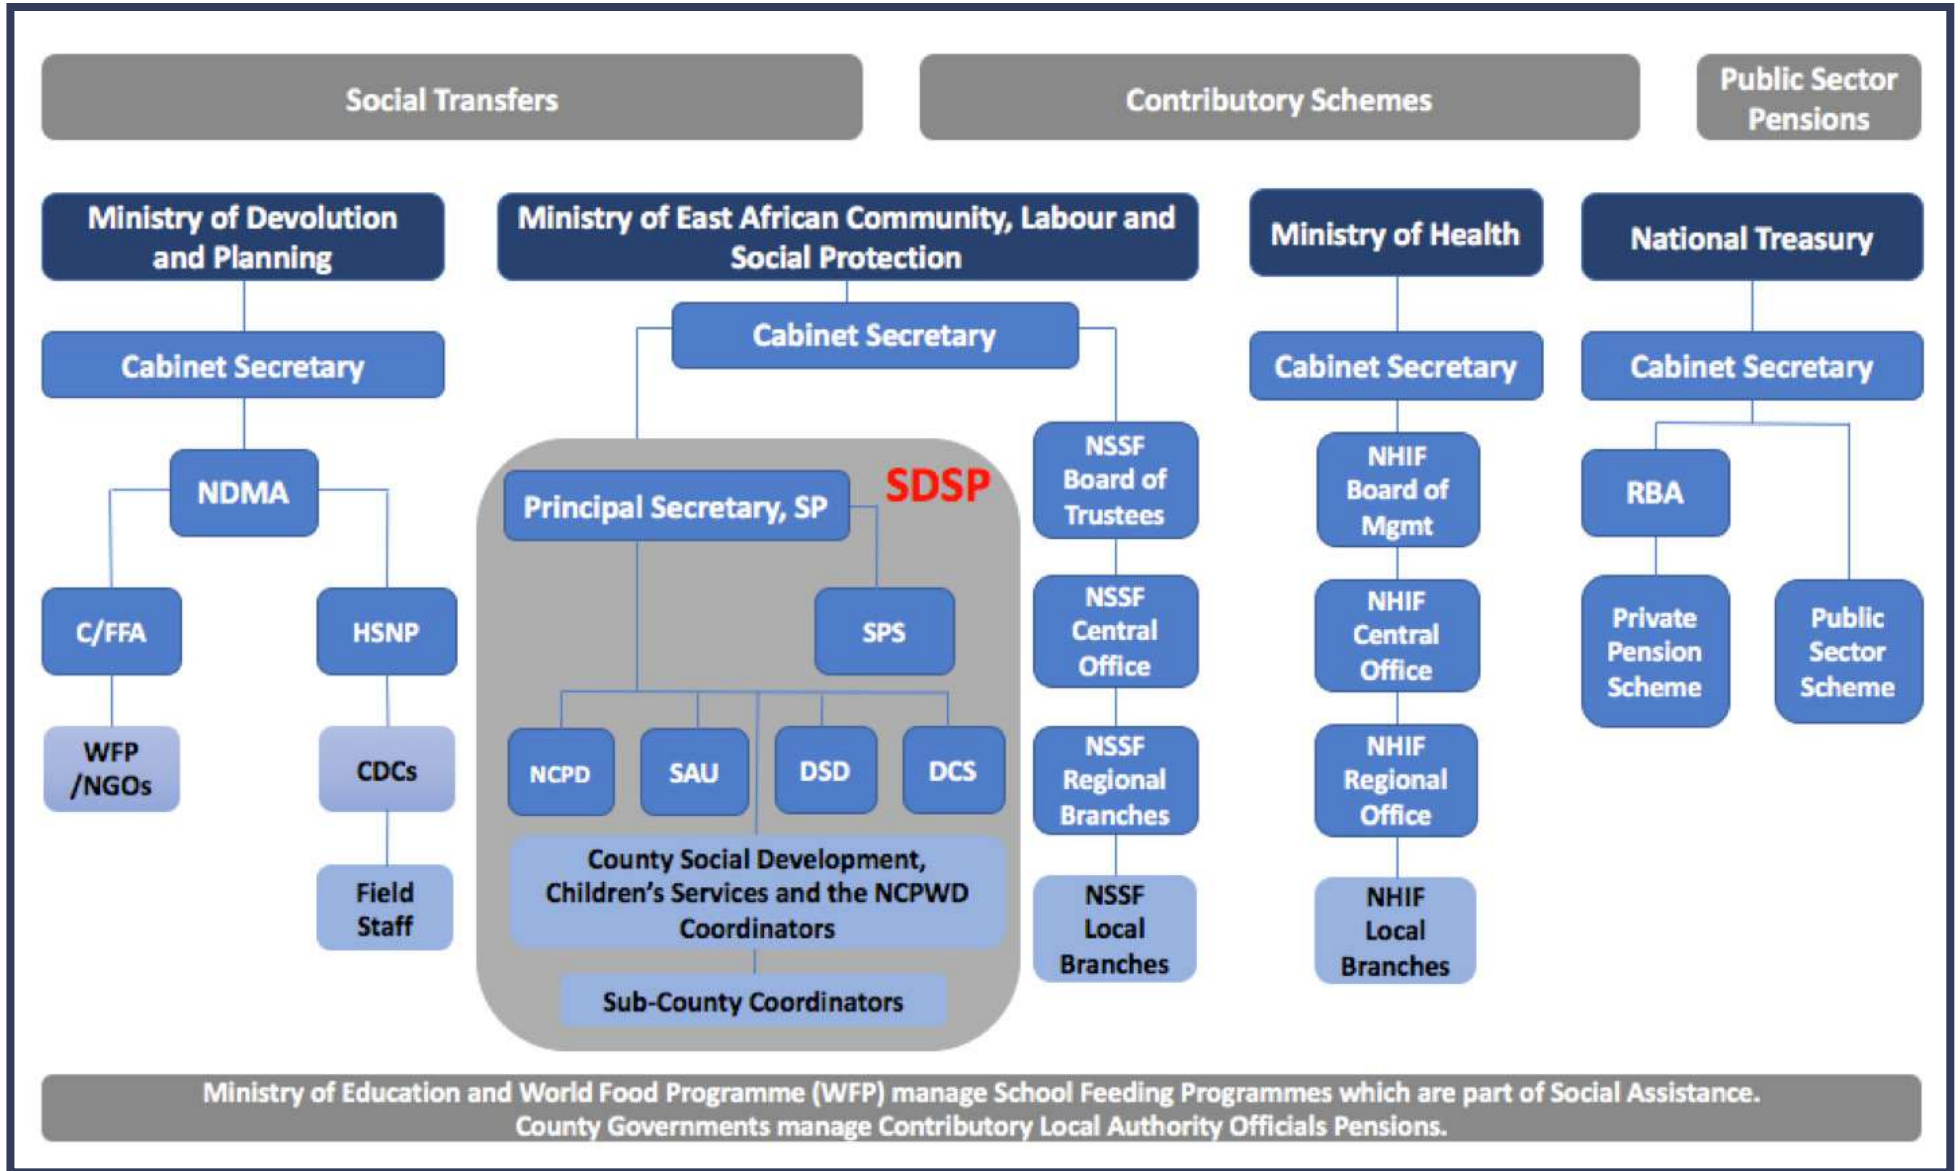 Social Transfers
Contributory Schemes
Public Sector
Pensions
Ministry of Devolution
and Planning
Ministry of East African Community, Labour and
Social Protection
Ministry of Health
National Treasury
Cabinet Secretary
Cabinet Secretary
Cabinet Secretary
Cabinet Secretary
NDMA
C/FFA
HSNP
WFP
/NGOs
CDCs
Field
Staff
SDSP
Principal Secretary, SP
SPS
NCPD
SAU
DSD
DCS
County Social Development,
Children's Services and the NCPWD
Coordinators
Sub-County Coordinators
NSSF
Board of
Trustees
NSSF
Central
Office
NSSF
Regional
Branches
NSSF
Local
Branches
NHIF
Board of
Mgmt
NHIF
Central
Office
NHIF
Regional
Office
NHIF
Local
Branches
RBA
Private
Pension
Scheme
Public
Sector
Scheme
Ministry of Education and World Food Programme (WFP) manage School Feeding Programmes which are part of Social Assistance.
County Governments manage Contributory Local Authority Officials Pensions.